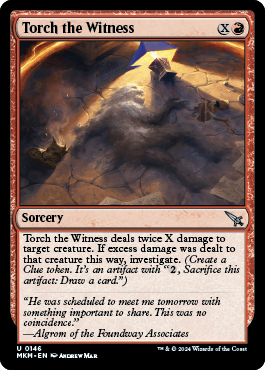 Torch the Witness X
Sorcery
Torch the Witness deals twice X damage to
target creature. If excess damage was dealt to
that creature this way, investigate. (Create a
Clue token. It's an artifact with “2, Sacrifice this
artifact: Draw a card.”)
“He was scheduled to meet me tomorrow with
something important to share. This was no
coincidence.”
—Algrom of the Foundway Associates
U 0146
MKM • EN Andrew Mar
™ & © 2024 Wizards of the Coast